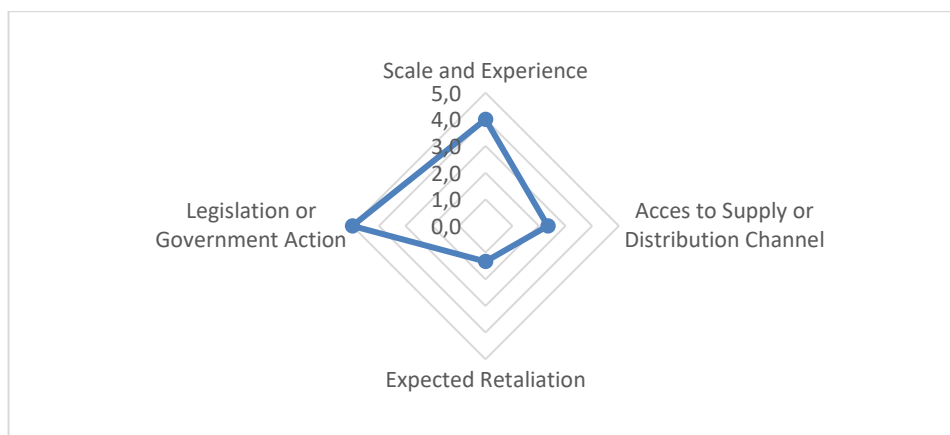 Scale and Experience
5,0
4,0
3,0
2,0
1,0
0,0
Legislation or
Government Action
Acces to Supply or
Distribution Channel
Expected Retaliation